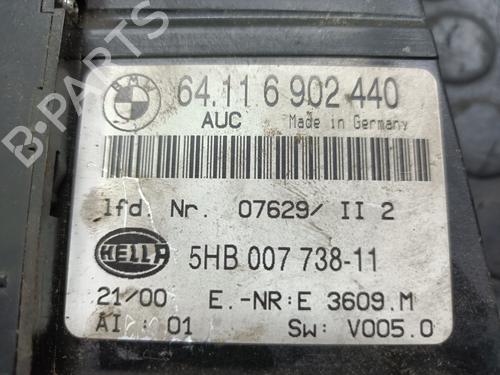 BMW
64.11 6 902 440
AUC Made in Germany
lfd. Nr. 07629/ II 2
HELLA 5HB 007 738-11
21/00 E.-NR:E 3609.M
AI : 01 Sw: V005.0